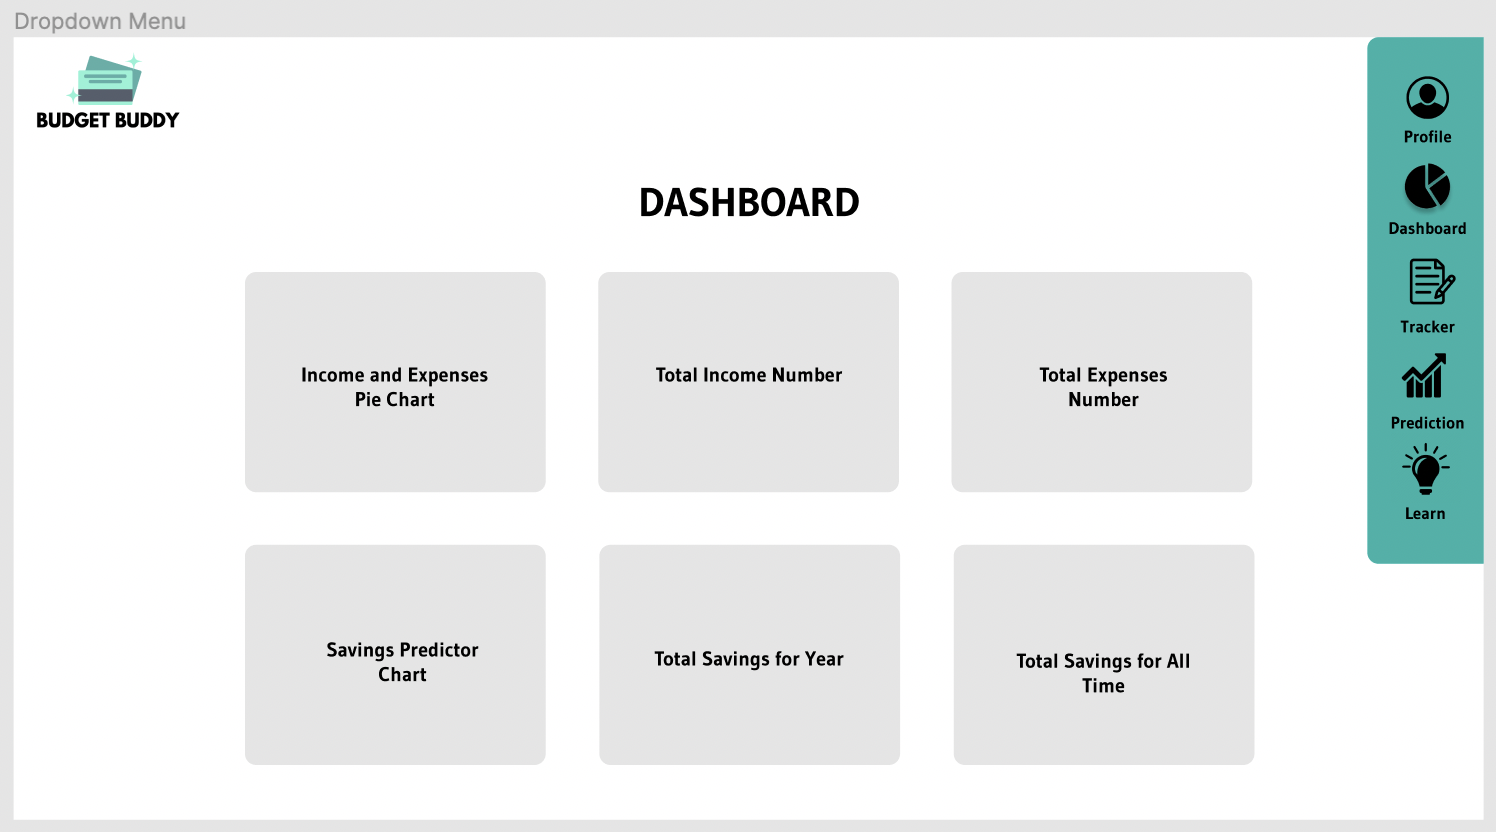 Dropdown Menu
BUDGET BUDDY
DASHBOARD
Income and Expenses
Pie Chart
Total Income Number
Total Expenses
Number
Savings Predictor
Chart
Total Savings for Year
Total Savings for All
Time
Profile
Dashboard
Tracker
Prediction
Learn